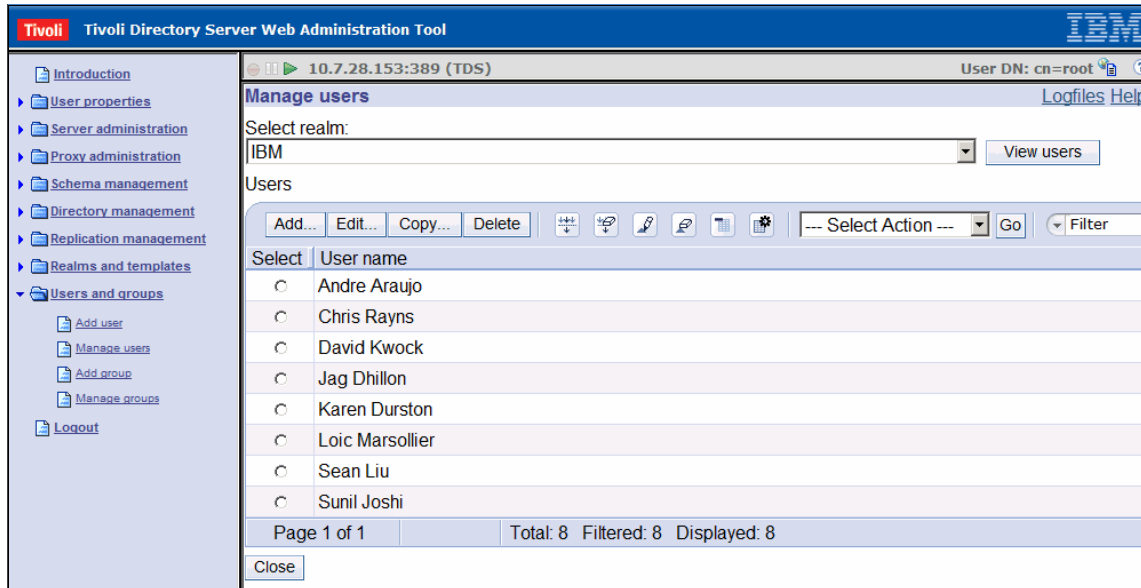 Tivoli Tivoli Directory Server Web Administration Tool IBM
Introduction
User properties
Server administration
Proxy administration
Schema management
Directory management
Replication management
Realms and templates
Users and groups
Add user
Manage users
Add group
Manage groups
Logout
10.7.28.153:389 (TDS) User DN: cn=root ?
Manage users Logfiles Help
Select realm:
IBM View users
Users
Add... Edit... Copy... Delete --- Select Action --- Go Filter
Select User name
Andre Araujo
Chris Rayns
David Kwock
Jag Dhillon
Karen Durston
Loic Marsollier
Sean Liu
Sunil Joshi
Page 1 of 1 Total: 8 Filtered: 8 Displayed: 8
Close